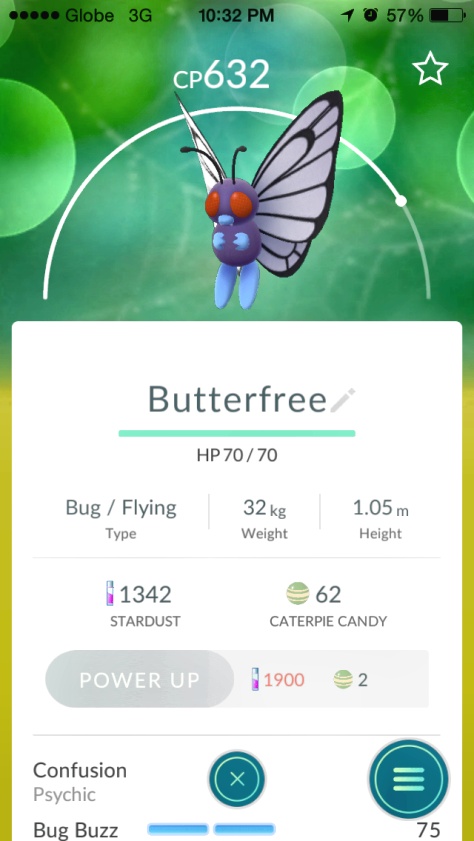 Globe 3G 10:32 PM 57%
CP632
Butterfree
HP 70 / 70
Bug / Flying 32 kg 1.05 m
Type Weight Height
1342 62
STARDUST CATERPIE CANDY
POWER UP 1900 2
Confusion
Psychic
Bug Buzz 75